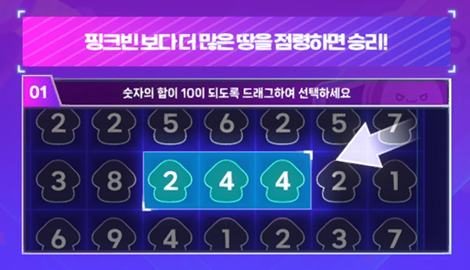 핑크빈 보다 더 많은 땅을 점령하면 승리!
01 숫자의 합이 10이 되도록 드래그하여 선택하세요
2 2 5 6 2 5 7
3 8 2 4 4 2 1
6 9 4 1 2 3 7